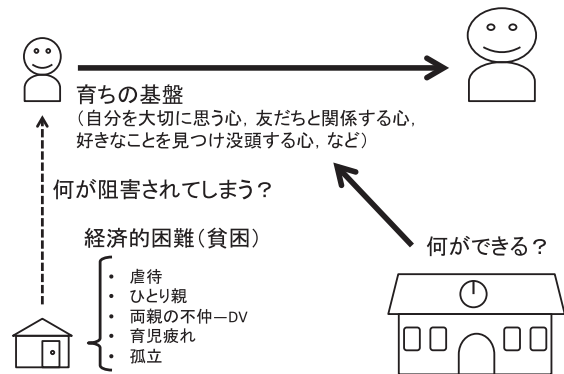 育ちの基盤
（自分を大切に思う心，友だちと関係する心，
好きなことを見つけ没頭する心，など）
何が阻害されてしまう？
経済的困難（貧困）
何ができる？
• 虐待
• ひとり親
• 両親の不仲―DV
• 育児疲れ
• 孤立